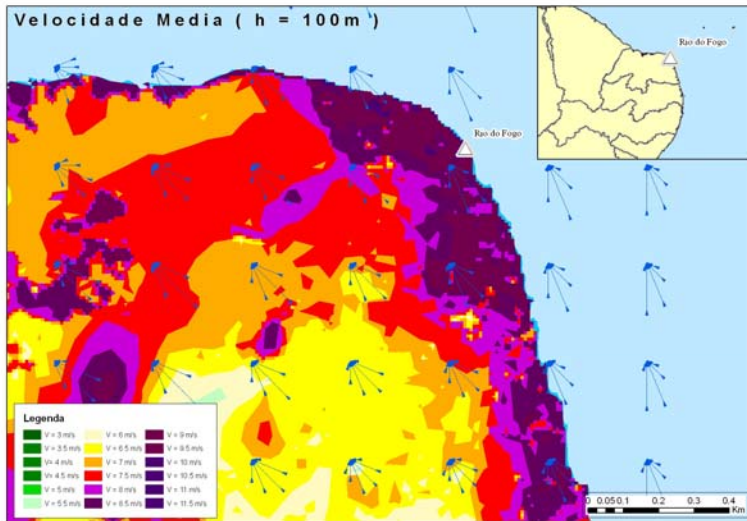 Velocidade Media ( h = 100m )
Rio do Fogo
Rio do Fogo
Legenda
V = 3 m/s
V = 3.5 m/s
V= 4 m/s
V= 4.5 m/s
V = 5 m/s
V = 5.5 m/s
V = 6 m/s
V = 6.5 m/s
V = 7 m/s
V = 7.5 m/s
V = 8 m/s
V = 8.5 m/s
V = 9 m/s
V = 9.5 m/s
V = 10 m/s
V = 10.5 m/s
V = 11 m/s
V = 11.5 m/s
0 0.05 0.1 0.2 0.3 0.4
Km